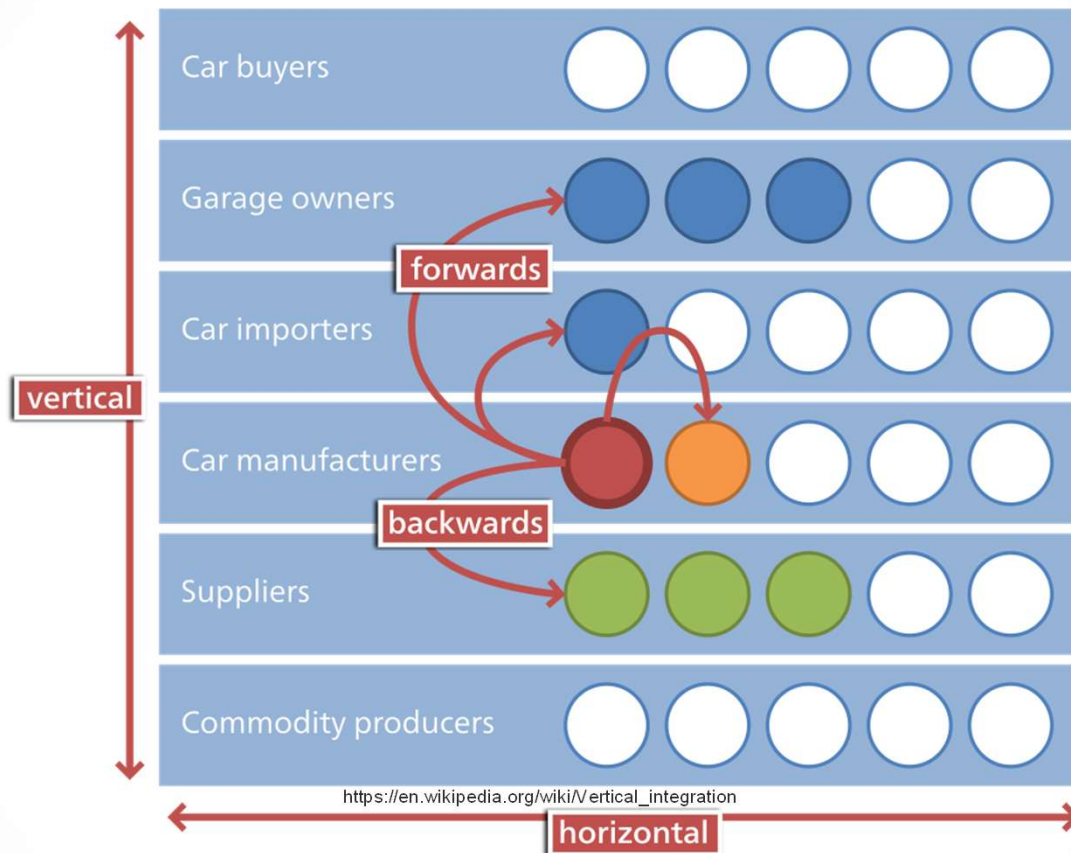 Car buyers
Garage owners
forwards
Car importers
vertical
Car manufacturers
backwards
Suppliers
Commodity producers
https://en.wikipedia.org/wiki/Vertical_integration
horizontal